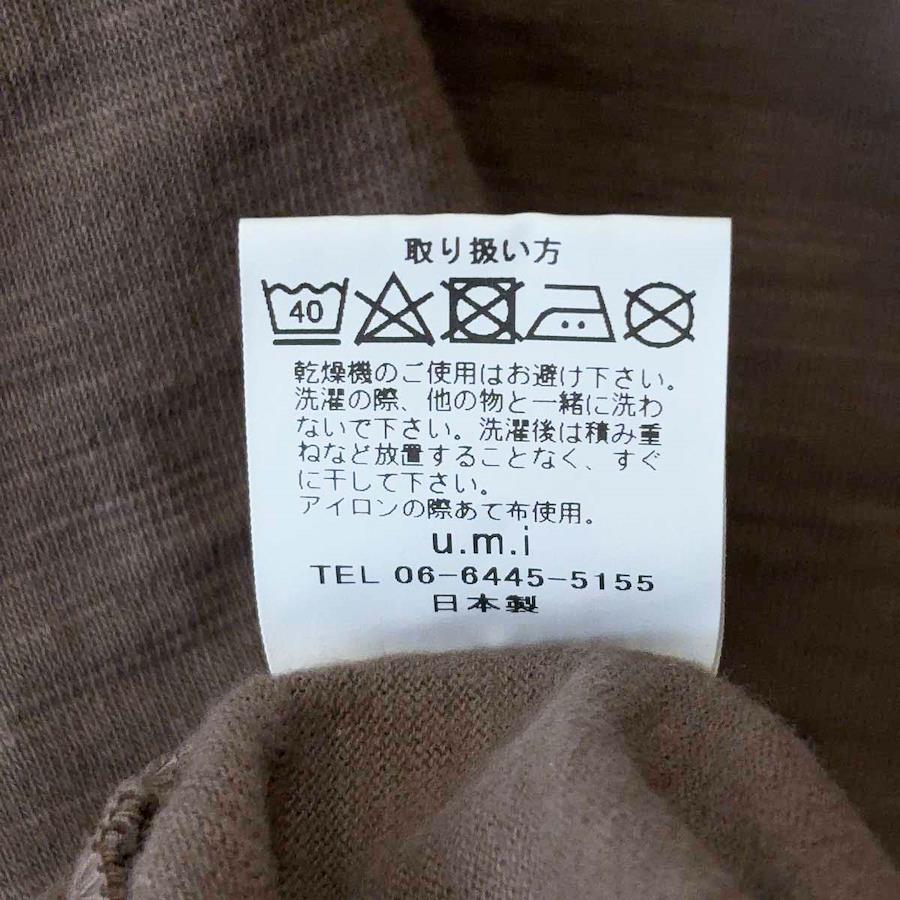 取り扱い方
40
乾燥機のご使用はお避け下さい。
洗濯の際、他の物と一緒に洗わ
ないで下さい。洗濯後は積み重
ねなど放置することなく、すぐ
に干して下さい。
アイロンの際あて布使用。
u.m.i
TEL 06-6445-5155
日本製